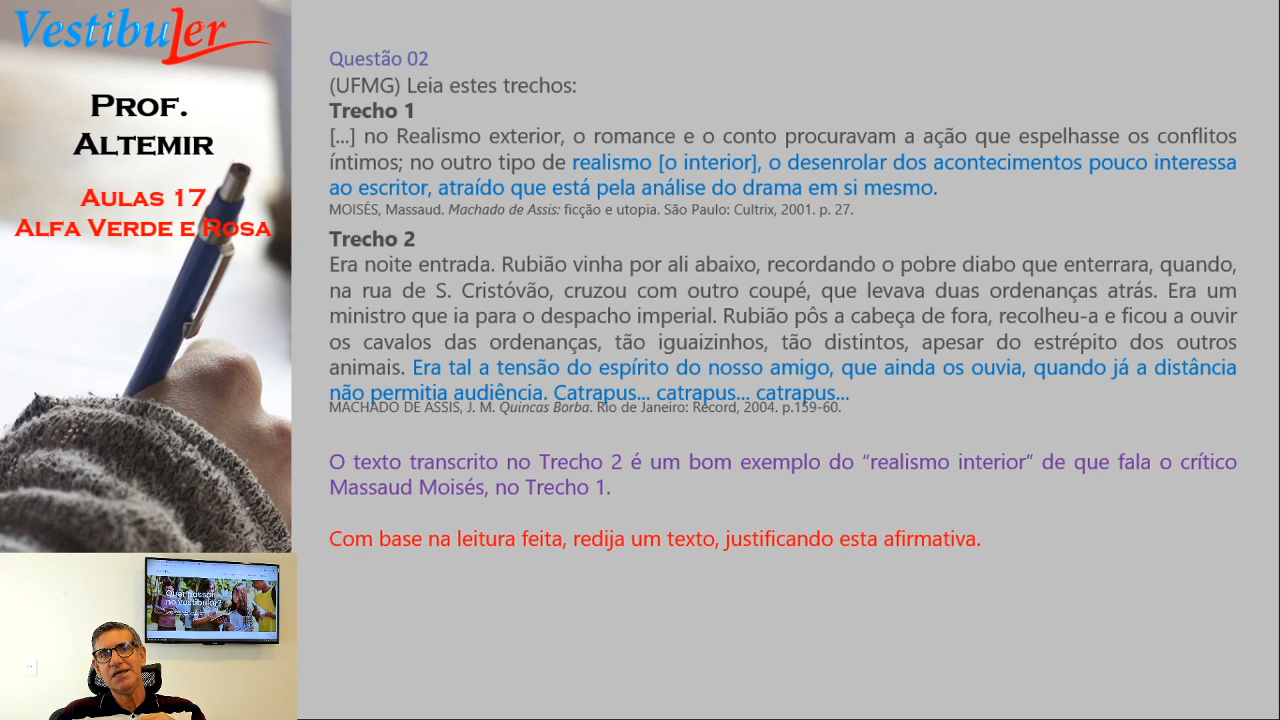 VestibuLer
PROF.
ALTEMIR
AULAS 17
ALFA VERDE E ROSA
Questão 02
(UFMG) Leia estes trechos:
Trecho 1
[...] no Realismo exterior, o romance e o conto procuravam a ação que espelhasse os conflitos
íntimos; no outro tipo de realismo [o interior], o desenrolar dos acontecimentos pouco interessa
ao escritor, atraído que está pela análise do drama em si mesmo.
MOISÉS, Massaud. Machado de Assis: ficção e utopia. São Paulo: Cultrix, 2001. p. 27.
Trecho 2
Era noite entrada. Rubião vinha por ali abaixo, recordando o pobre diabo que enterrara, quando,
na rua de S. Cristóvão, cruzou com outro coupé, que levava duas ordenanças atrás. Era um
ministro que ia para o despacho imperial. Rubião pôs a cabeça de fora, recolheu-a e ficou a ouvir
os cavalos das ordenanças, tão iguaizinhos, tão distintos, apesar do estrépito dos outros
animais. Era tal a tensão do espírito do nosso amigo, que ainda os ouvia, quando já a distância
não permitia audiência. Catrapus... catrapus... catrapus...
MACHADO DE ASSIS, J. M. Quincas Borba. Rio de Janeiro: Record, 2004. p.159-60.
O texto transcrito no Trecho 2 é um bom exemplo do “realismo interior” de que fala o crítico
Massaud Moisés, no Trecho 1.
Com base na leitura feita, redija um texto, justificando esta afirmativa.
Quer passar
no vestibular?